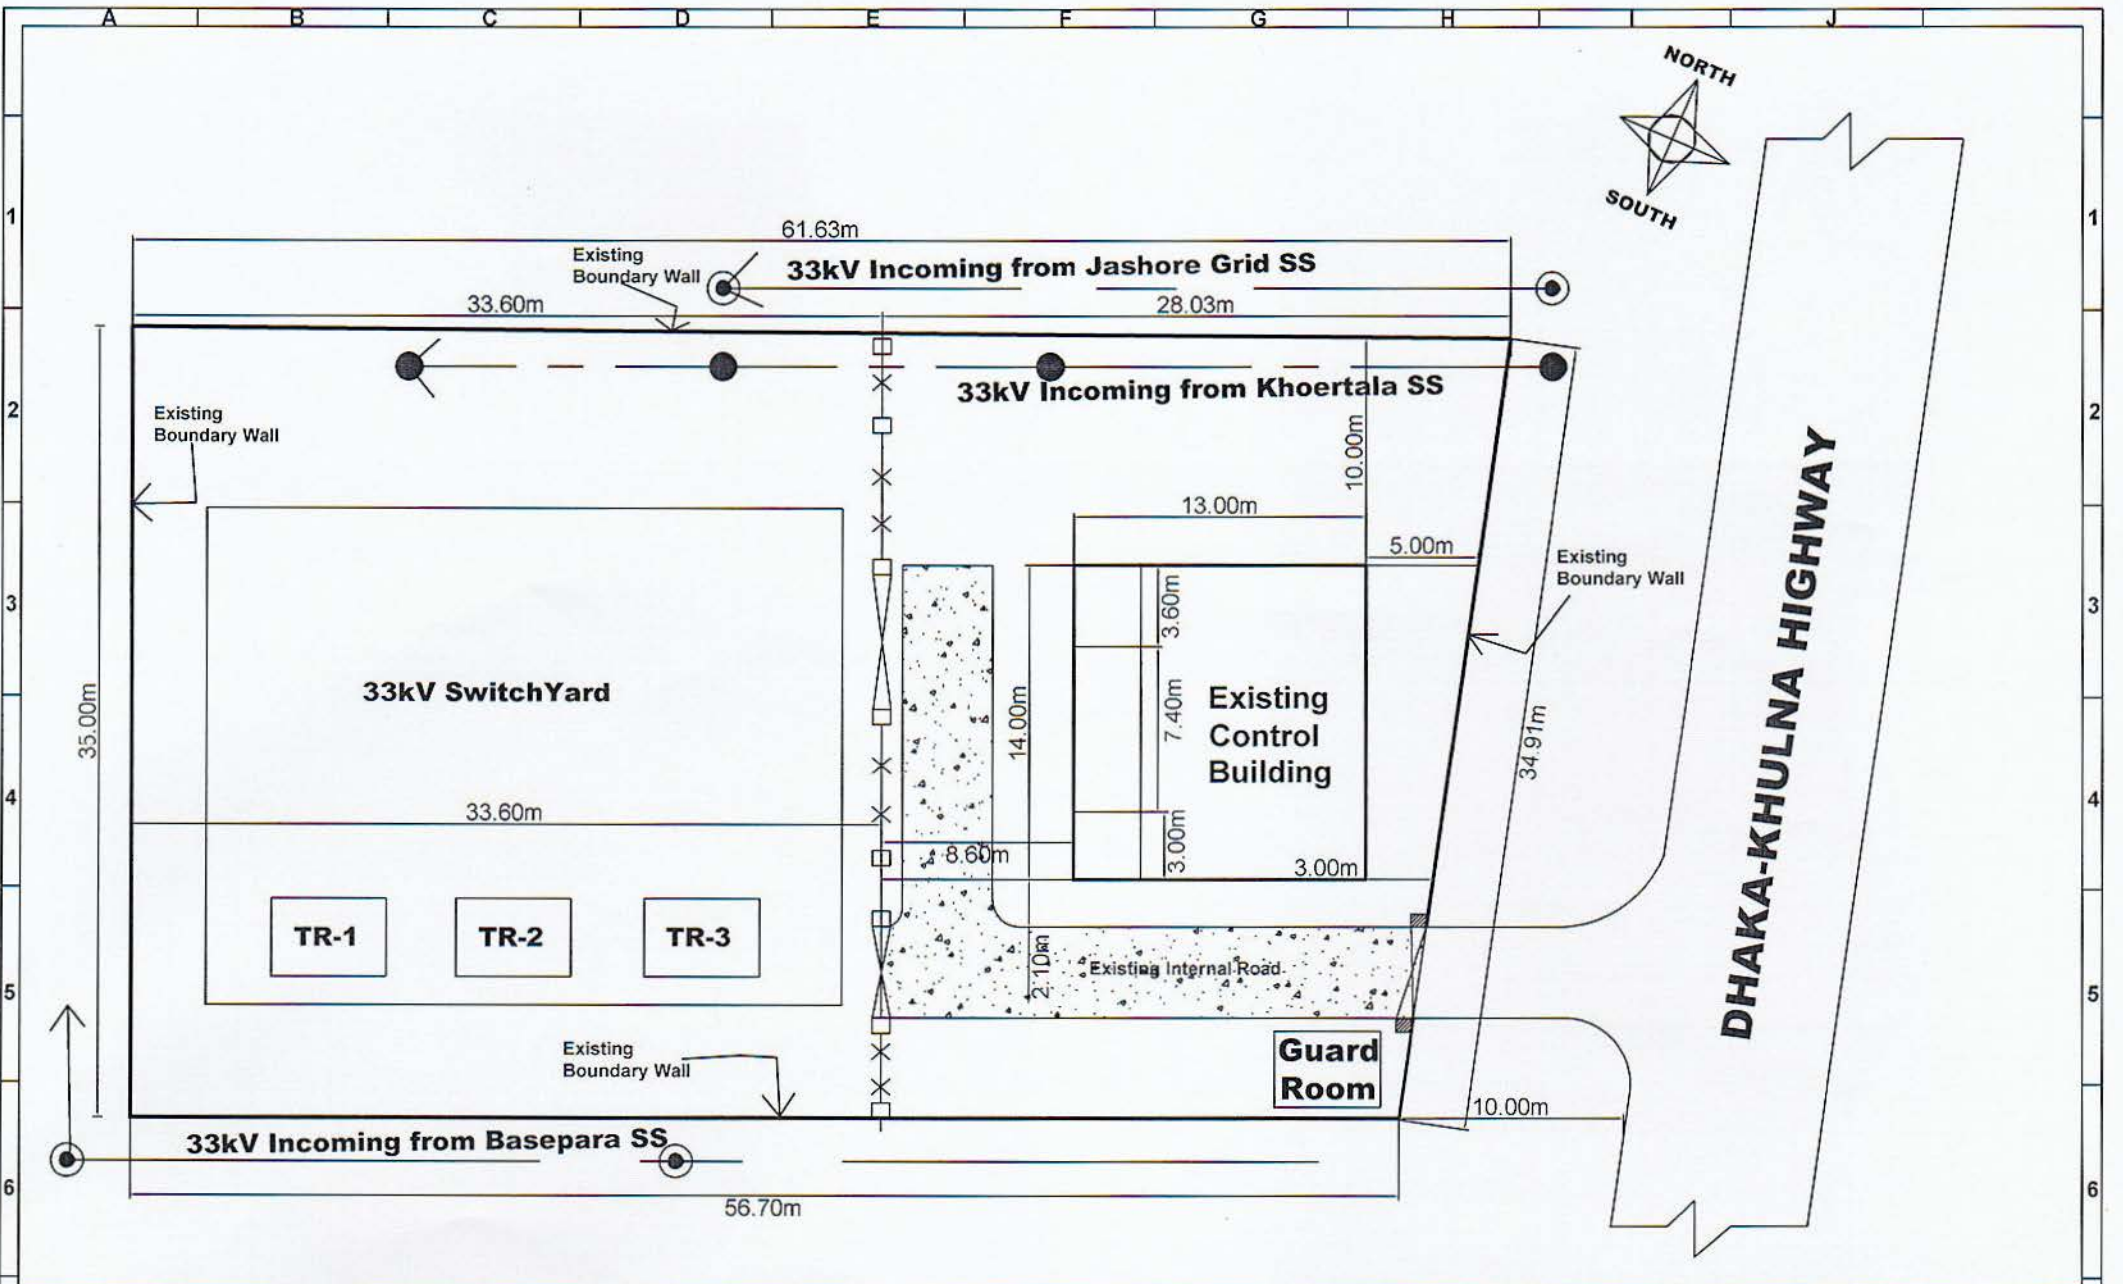 A B C D E F G H I J
NORTH
SOUTH
1
1
61.63m
Existing
Boundary Wall
33kV Incoming from Jashore Grid SS
33.60m
28.03m
33kV Incoming from Khoertala SS
2
2
Existing
Boundary Wall
10.00m
13.00m
5.00m
Existing
Boundary Wall
3
3
3.60m
33kV SwitchYard
35.00m
14.00m
7.40m
Existing
Control
Building
34.91m
DHAKA-KHULNA HIGHWAY
4
4
33.60m
8.60m
3.00m
3.00m
TR-1
TR-2
TR-3
2.10m
Existing Internal Road
5
5
Existing
Boundary Wall
Guard
Room
10.00m
33kV Incoming from Basepara SS
6
6
56.70m